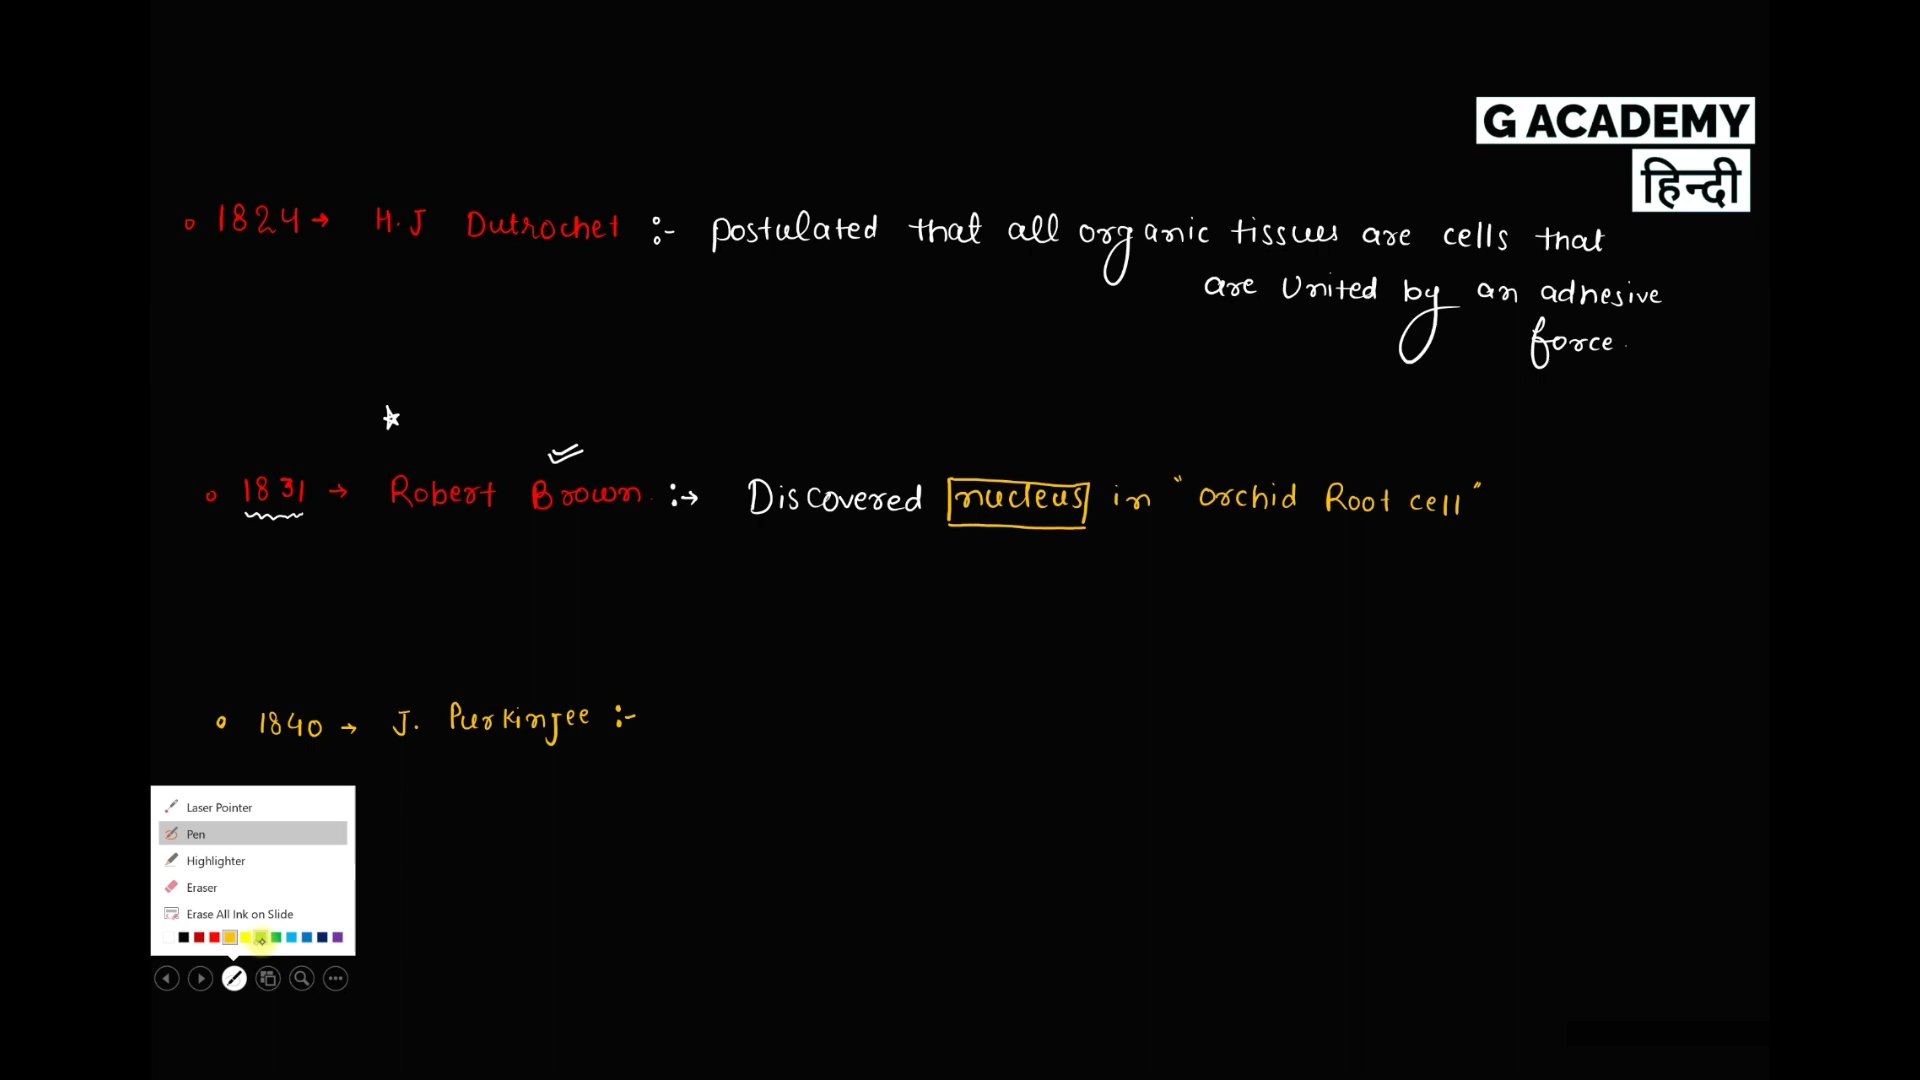 G ACADEMY
हिन्दी
1824 → H.J Dutrochet :- postulated that all organic tissues are cells that
are United by an adhesive
force.
1831 → Robert Brown. :→ Discovered nucleus in "orchid Root cell"
1840 → J. Purkinjee :-
Laser Pointer
Pen
Highlighter
Eraser
Erase All Ink on Slide